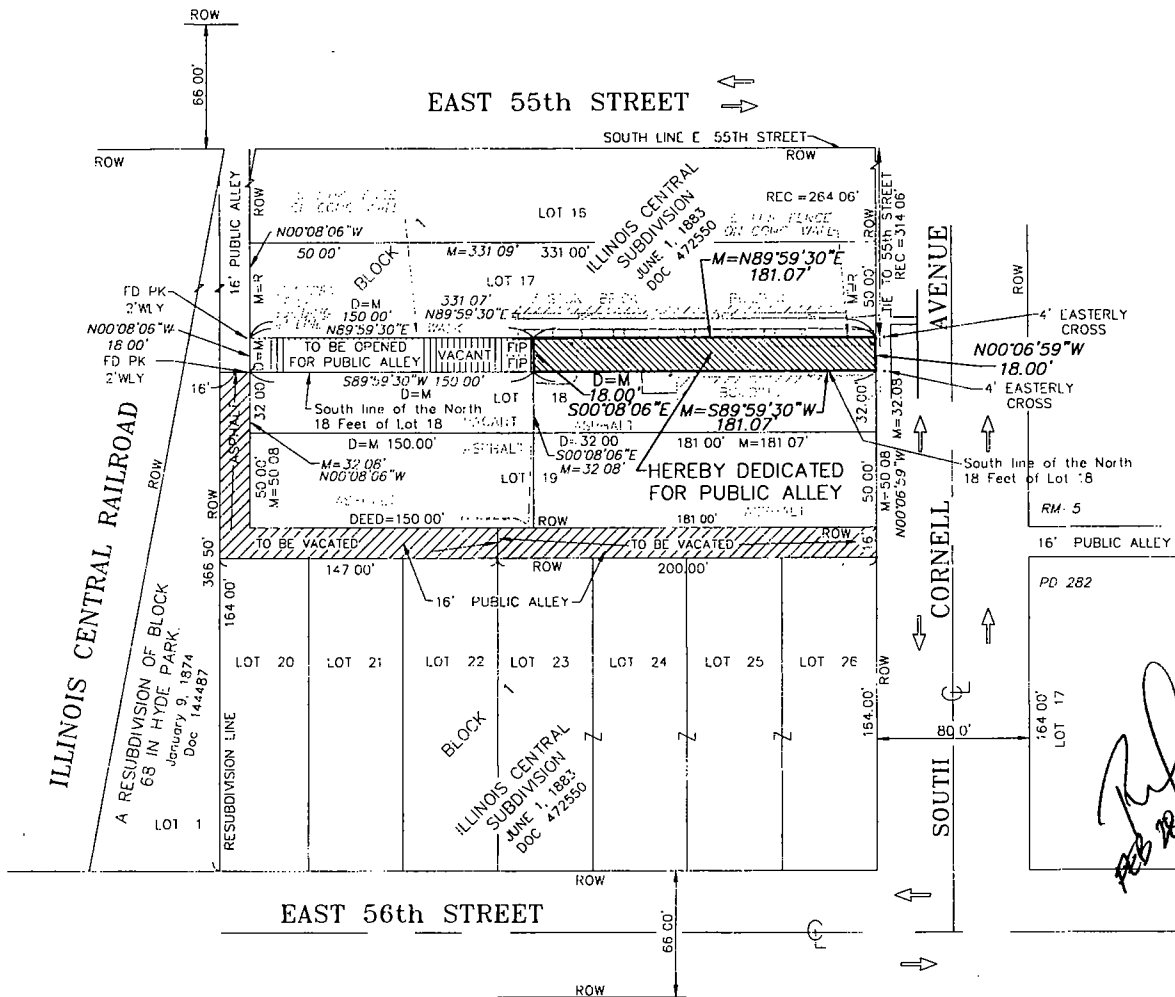 66 00'
EAST 55th STREET
SOUTH LINE E 55TH STREET
ROW
ROW
ROW
16' PUBLIC ALLEY
ROW
REC =264 06'
LOT 16
N00°08'06"W
50.00'
M=331 09'
331 00'
ILLINOIS CENTRAL
SUBDIVISION
JUNE 1, 1883
DOC 472550
M=N89°59'30"E
181.07'
BLOCK 1
LOT 17
M=R
M=R
50 00'
ROW
TIE TO 55th STREET
REC =314 06'
FD PK
2'WLY
D=M
150 00'
N89°59'30"E
331 07'
N89°59'30"E
WALK
N00°08'06"W
18 00'
D=M
TO BE OPENED
FOR PUBLIC ALLEY
VACANT
FIP
FIP
4' EASTERLY
CROSS
N00°06'59"W
18.00'
FD PK
2'WLY
16'
S89°59'30"W 150 00'
D=M
D=M
18.00'
S00°08'06"E
M=S89°59'30"W
181.07'
4' EASTERLY
CROSS
ASPHALT
32 00'
South line of the North
18 Feet of Lot 18
LOT 18
VACANT
BUILDING
ASPHALT
32.00'
M=32.08'
D=M 150.00'
ASPHALT
D=32 00
S00°08'06"E
M=32 08'
181 00'
M=181 07'
M=32 08'
N00°08'06"W
South line of the North
18 Feet of Lot 18
50 00'
M=50 08
LOT 19
HEREBY DEDICATED
FOR PUBLIC ALLEY
50 00'
M=50 08
N00°06'59"W
ASPHALT
ASPHALT
DEED=150 00'
ROW
181 00'
RM- 5
ROW
TO BE VACATED
TO BE VACATED
ROW
16'
16' PUBLIC ALLEY
366 50'
147 00'
ROW
200.00'
16' PUBLIC ALLEY
PD 282
ILLINOIS CENTRAL RAILROAD
ROW
A RESUBDIVISION OF BLOCK
68 IN HYDE PARK.
January 9, 1874
Doc 144487
LOT 1
RESUBDIVISION LINE
164 00'
LOT 20
LOT 21
LOT 22
LOT 23
LOT 24
LOT 25
LOT 26
ROW
164.00'
BLOCK 1
ILLINOIS CENTRAL
SUBDIVISION
JUNE 1, 1883
DOC 472550
SOUTH CORNELL AVENUE
ROW
80 0'
164 00'
LOT 17
FEB 28
ROW
ROW
EAST 56th STREET
66 00'
ROW